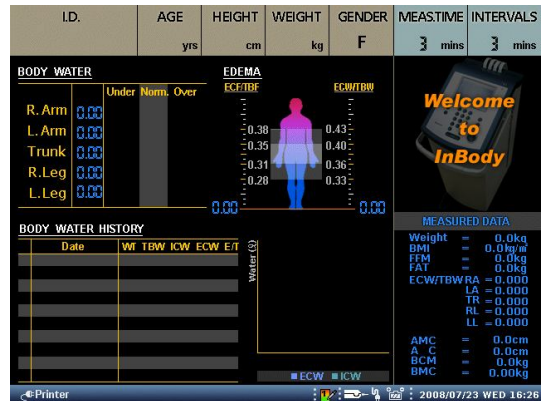 I.D. AGE HEIGHT WEIGHT GENDER MEAS.TIME INTERVALS
yrs cm kg F 3 mins 3 mins
BODY WATER
Under Norm. Over
R. Arm 0.00
L. Arm 0.00
Trunk 0.00
R.Leg 0.00
L.Leg 0.00
EDEMA
ECF/TBF ECW/TBW
0.38 0.43
0.35 0.40
0.31 0.36
0.28 0.33
0.00 0.00
Welcome
to
InBody
BODY WATER HISTORY
Date WT TBW ICW ECW E/T
Water (ℓ)
ECW ICW
MEASURED DATA
Weight = 0.0kg
BMI = 0.0kg/㎡
FFM = 0.0kg
FAT = 0.0kg
ECW/TBW RA = 0.000
LA = 0.000
TR = 0.000
RL = 0.000
LL = 0.000
AMC = 0.0cm
A C = 0.0cm
BCM = 0.0kg
BMC = 0.00kg
Printer 2008/07/23 WED 16:26